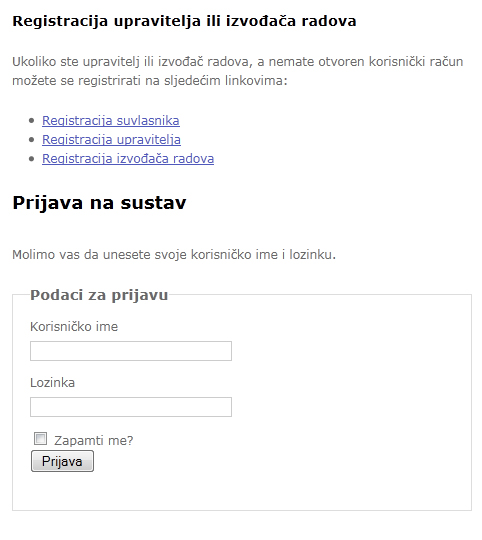 Registracija upravitelja ili izvođača radova
Ukoliko ste upravitelj ili izvođač radova, a nemate otvoren korisnički račun
možete se registrirati na sljedećim linkovima:
Registracija suvlasnika
Registracija upravitelja
Registracija izvođača radova
Prijava na sustav
Molimo vas da unesete svoje korisničko ime i lozinku.
Podaci za prijavu
Korisničko ime
Lozinka
Zapamti me?
Prijava